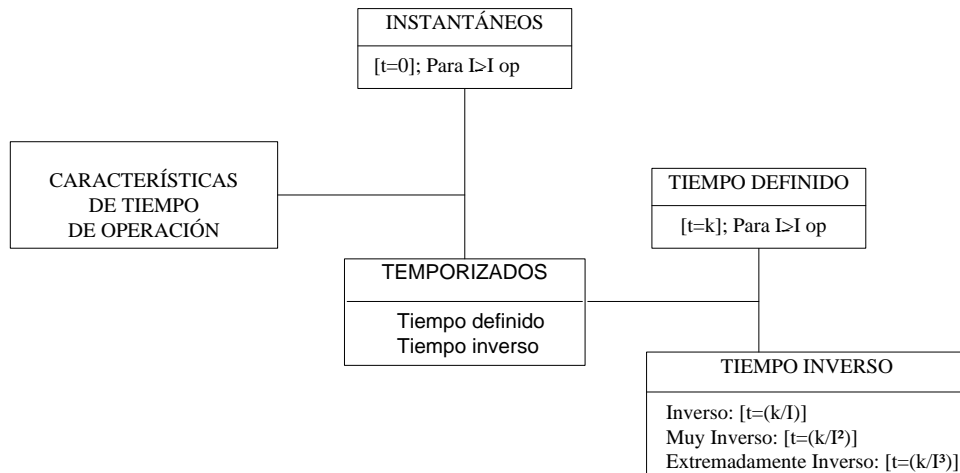 INSTANTÁNEOS
[t=0]; Para I>I op
CARACTERÍSTICAS
DE TIEMPO
DE OPERACIÓN
TIEMPO DEFINIDO
[t=k]; Para I>I op
TEMPORIZADOS
Tiempo definido
Tiempo inverso
TIEMPO INVERSO
Inverso: [t=(k/I)]
Muy Inverso: [t=(k/I²)]
Extremadamente Inverso: [t=(k/I³)]